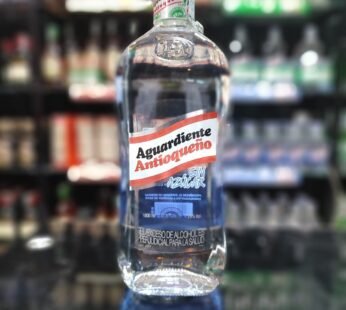 Aguardiente
Antioqueño
SIN
AZÚCAR
EL EXCESO DE ALCOHOL ES
PERJUDICIAL PARA LA SALUD